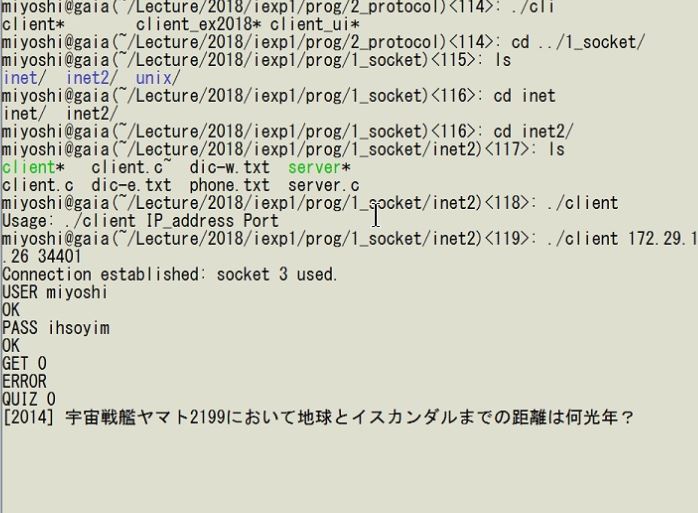 miyoshi@gaia(~/Lecture/2018/iexp1/prog/2_protocol)<114>: ./cli
client* client_ex2018* client_ui*
miyoshi@gaia(~/Lecture/2018/iexp1/prog/2_protocol)<114>: cd ../1_socket/
miyoshi@gaia(~/Lecture/2018/iexp1/prog/1_socket)<115>: ls
inet/ inet2/ unix/
miyoshi@gaia(~/Lecture/2018/iexp1/prog/1_socket)<116>: cd inet
inet/ inet2/
miyoshi@gaia(~/Lecture/2018/iexp1/prog/1_socket)<116>: cd inet2/
miyoshi@gaia(~/Lecture/2018/iexp1/prog/1_socket/inet2)<117>: ls
client* client.c~ dic-w.txt server*
client.c dic-e.txt phone.txt server.c
miyoshi@gaia(~/Lecture/2018/iexp1/prog/1_socket/inet2)<118>: ./client
Usage: ./client IP_address Port
miyoshi@gaia(~/Lecture/2018/iexp1/prog/1_socket/inet2)<119>: ./client 172.29.1
.26 34401
Connection established: socket 3 used.
USER miyoshi
OK
PASS ihsoyim
OK
GET 0
ERROR
QUIZ 0
[2014] 宇宙戦艦ヤマト2199において地球とイスカンダルまでの距離は何光年？